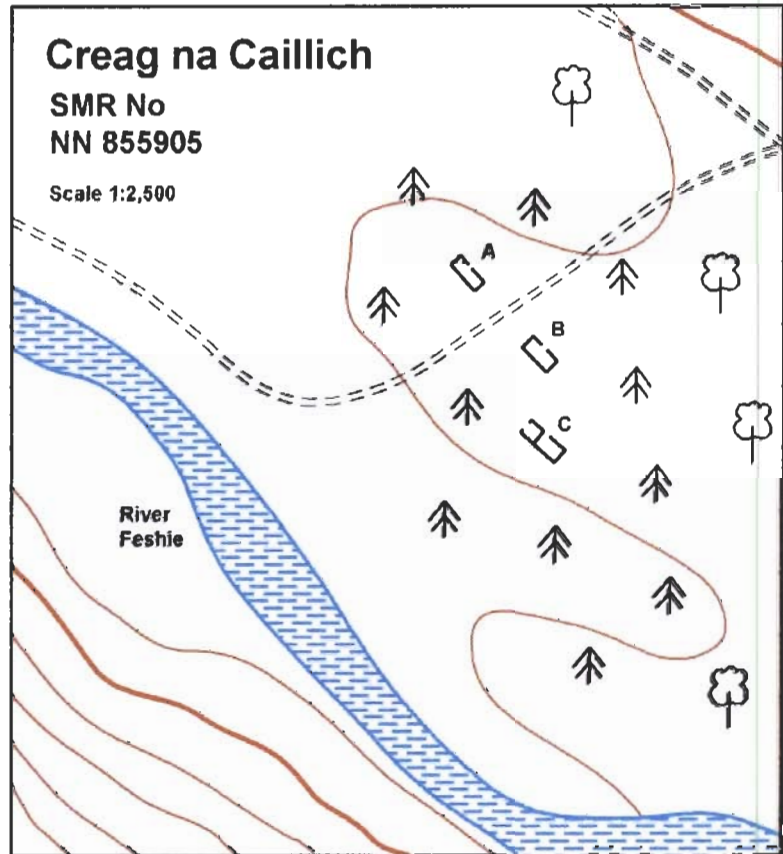 Creag na Caillich
SMR No
NN 855905
Scale 1:2,500
A
B
C
River
Feshie